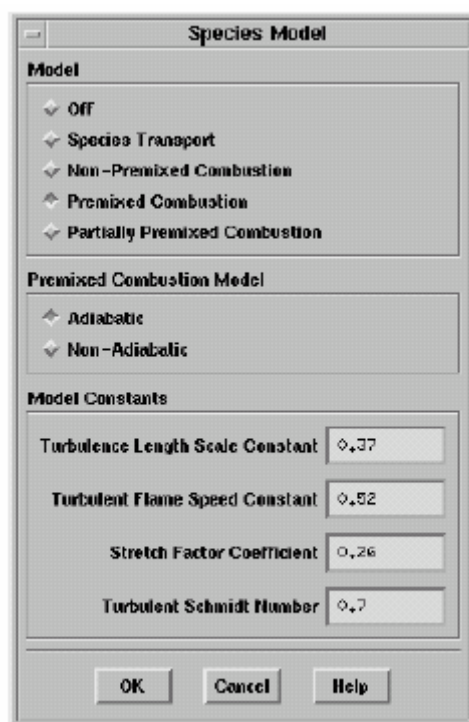 Species Model
Model
Off
Species Transport
Non-Premixed Combustion
Premixed Combustion
Partially Premixed Combustion
Premixed Combustion Model
Adiabatic
Non-Adiabatic
Model Constants
Turbulence Length Scale Constant 0.37
Turbulent Flame Speed Constant 0.52
Stretch Factor Coefficient 0.26
Turbulent Schmidt Number 0.7
OK Cancel Help